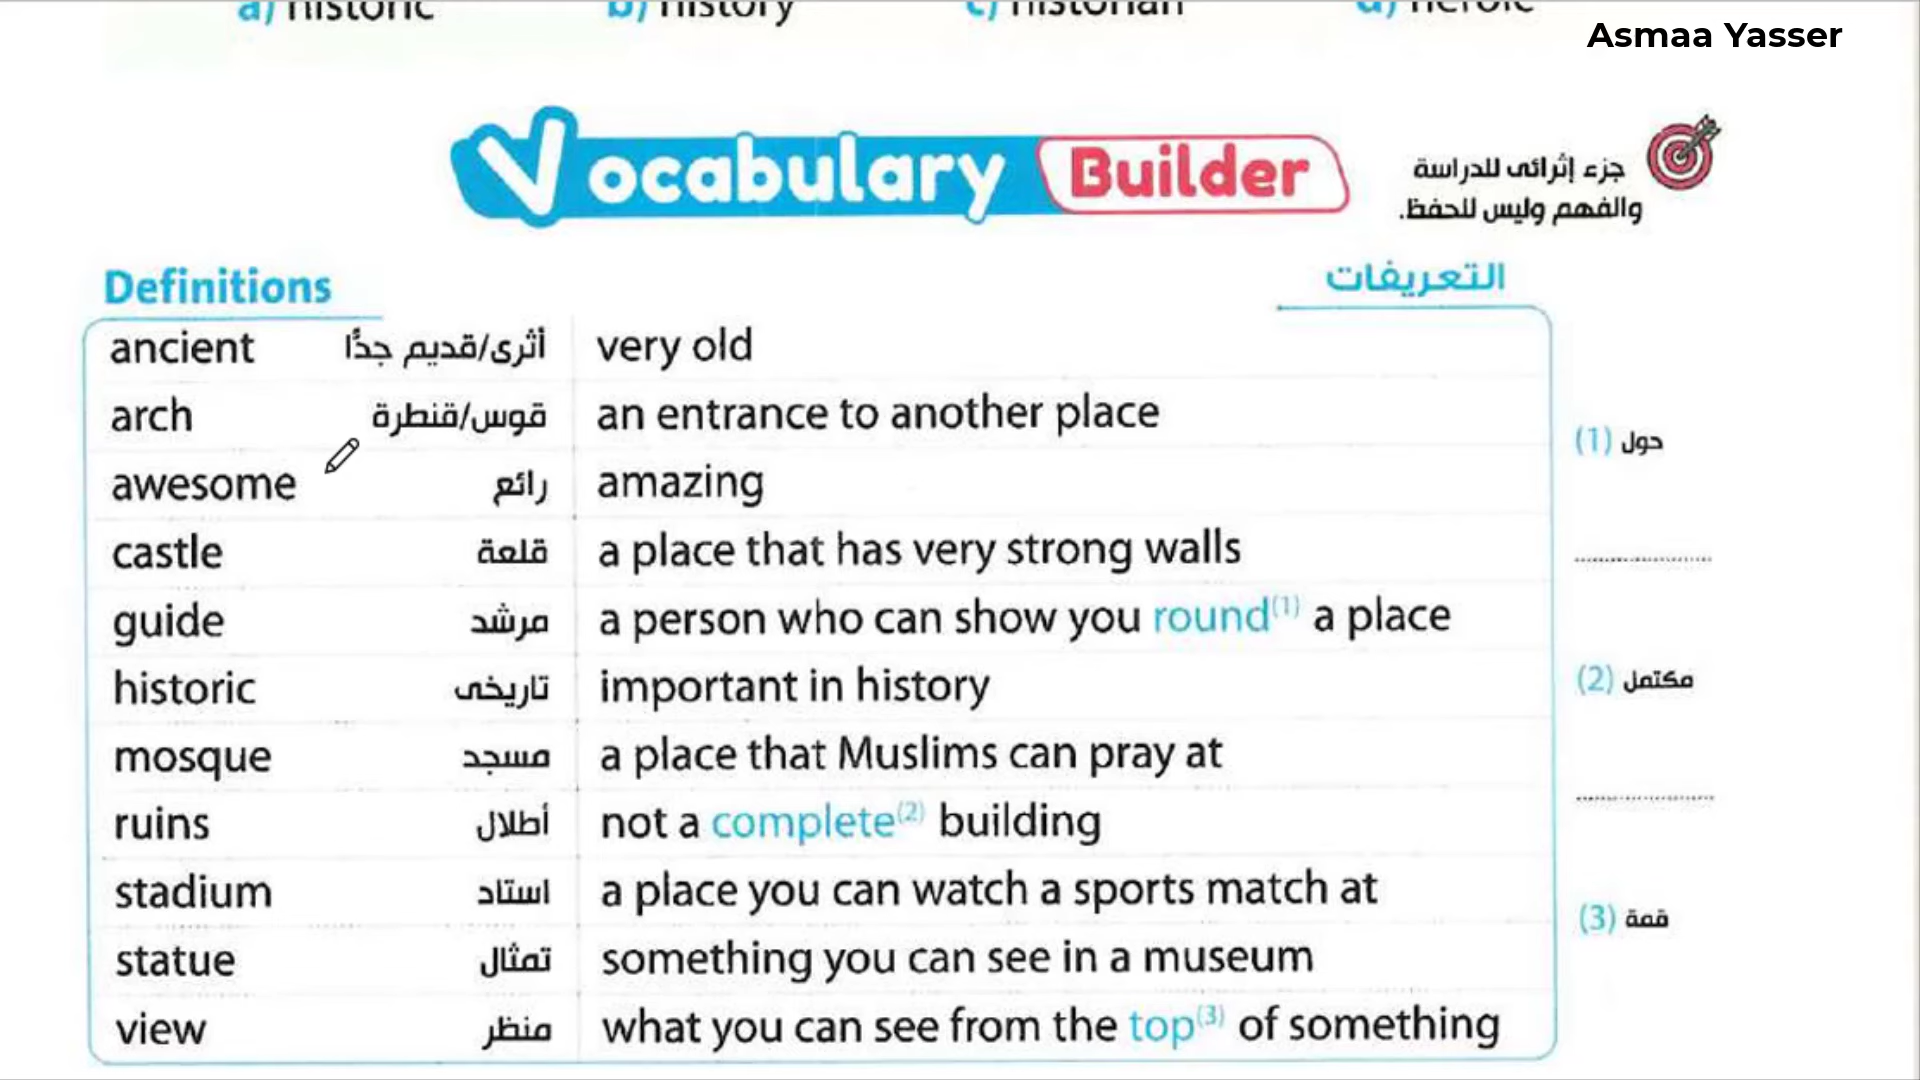 a) historic b) history c) historian d) heroic
Asmaa Yasser
Vocabulary Builder
جزء إثرائى للدراسة
والفهم وليس للحفظ.
Definitions التعريفات
ancient أثرى/قديم جدًّا very old
arch قوس/قنطرة an entrance to another place
awesome رائع amazing
castle قلعة a place that has very strong walls
guide مرشد a person who can show you round(1) a place
historic تاريخى important in history
mosque مسجد a place that Muslims can pray at
ruins أطلال not a complete(2) building
stadium استاد a place you can watch a sports match at
statue تمثال something you can see in a museum
view منظر what you can see from the top(3) of something
(1) حول
(2) مكتمل
(3) قمة